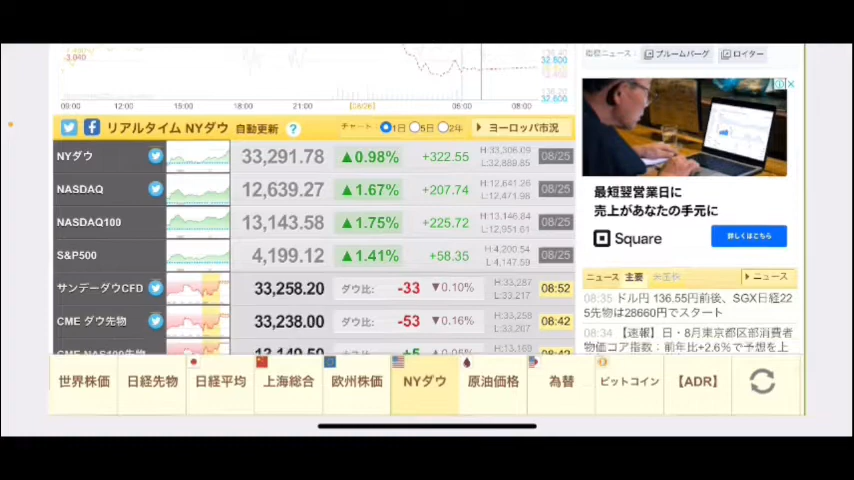 -1.040
32,800
32,600
09:00 12:00 15:00 18:00 21:00 [08/26] 06:00 08:00
ブルームバーグ ロイター
リアルタイム NYダウ 自動更新 ? チャート 1日 5日 2年 ヨーロッパ市況
NYダウ 33,291.78 ▲0.98% +322.55 H:33,306.09 L:32,889.85 08/25
NASDAQ 12,639.27 ▲1.67% +207.74 H:12,641.26 L:12,471.98 08/25
NASDAQ100 13,143.58 ▲1.75% +225.72 H:13,146.84 L:12,951.61 08/25
S&P500 4,199.12 ▲1.41% +58.35 H:4,200.54 L:4,147.59 08/25
サンデーダウCFD 33,258.20 ダウ比: -33 ▼0.10% H:33,287 L:33,217 08:52
CME ダウ先物 33,238.00 ダウ比: -53 ▼0.16% H:33,258 L:33,207 08:42
最短翌営業日に
売上があなたの手元に
Square 詳しくはこちら
ニュース 主要 米国株 ニュース
08:35 ドル円 136.55円前後、SGX日経22
5先物は28660円でスタート
08:34 【速報】日・8月東京都区部消費者
物価コア指数：前年比+2.6%で予想を上
世界株価 日経先物 日経平均 上海総合 欧州株価 NYダウ 原油価格 為替 ビットコイン 【ADR】